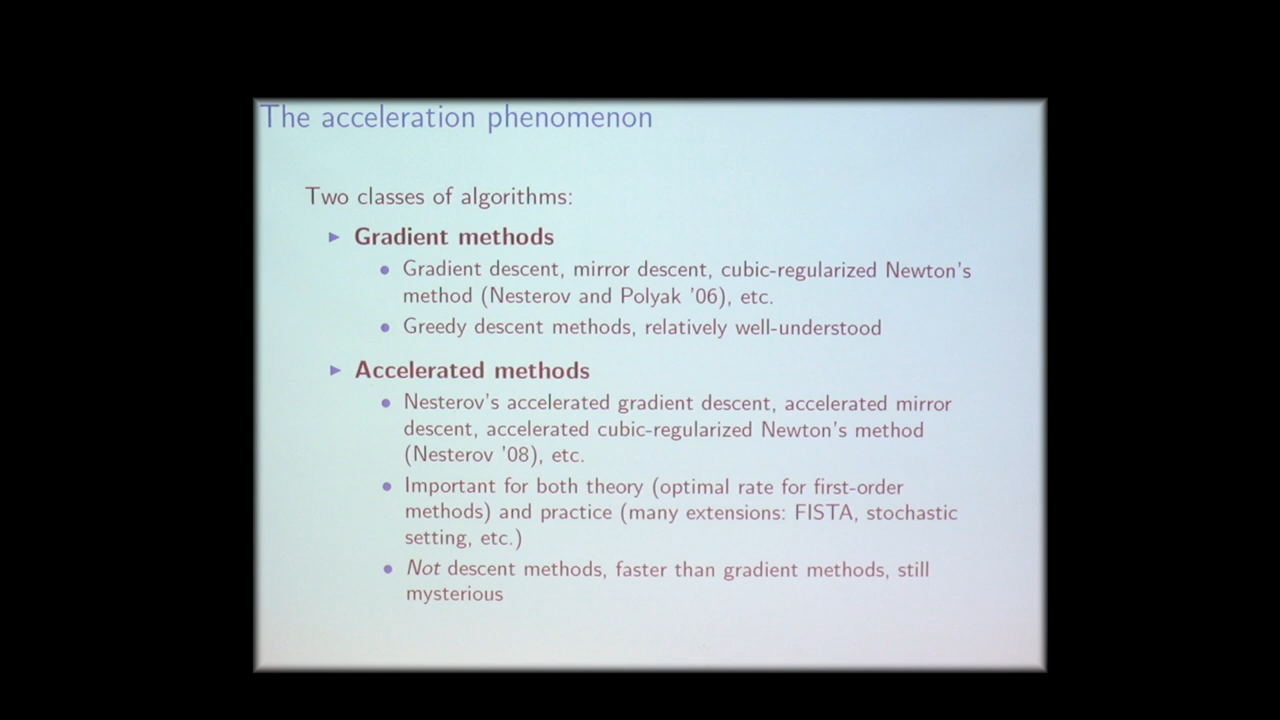 The acceleration phenomenon
Two classes of algorithms:
▶ Gradient methods
• Gradient descent, mirror descent, cubic-regularized Newton's
method (Nesterov and Polyak '06), etc.
• Greedy descent methods, relatively well-understood
▶ Accelerated methods
• Nesterov's accelerated gradient descent, accelerated mirror
descent, accelerated cubic-regularized Newton's method
(Nesterov '08), etc.
• Important for both theory (optimal rate for first-order
methods) and practice (many extensions: FISTA, stochastic
setting, etc.)
• Not descent methods, faster than gradient methods, still
mysterious